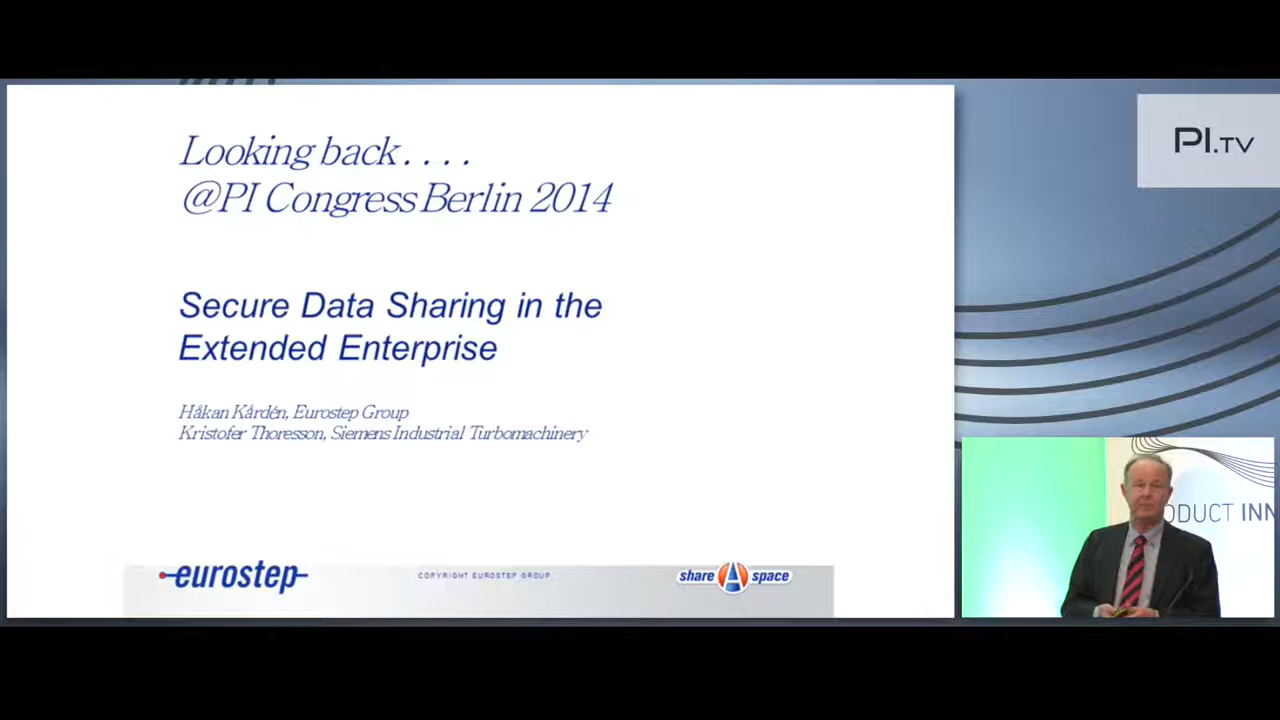 Looking back . . . .
@PI Congress Berlin 2014
Secure Data Sharing in the
Extended Enterprise
Håkan Kårdén, Eurostep Group
Kristofer Thoresson, Siemens Industrial Turbomachinery
eurostep
COPYRIGHT EUROSTEP GROUP
share A space
PI.TV
ODUCT INN